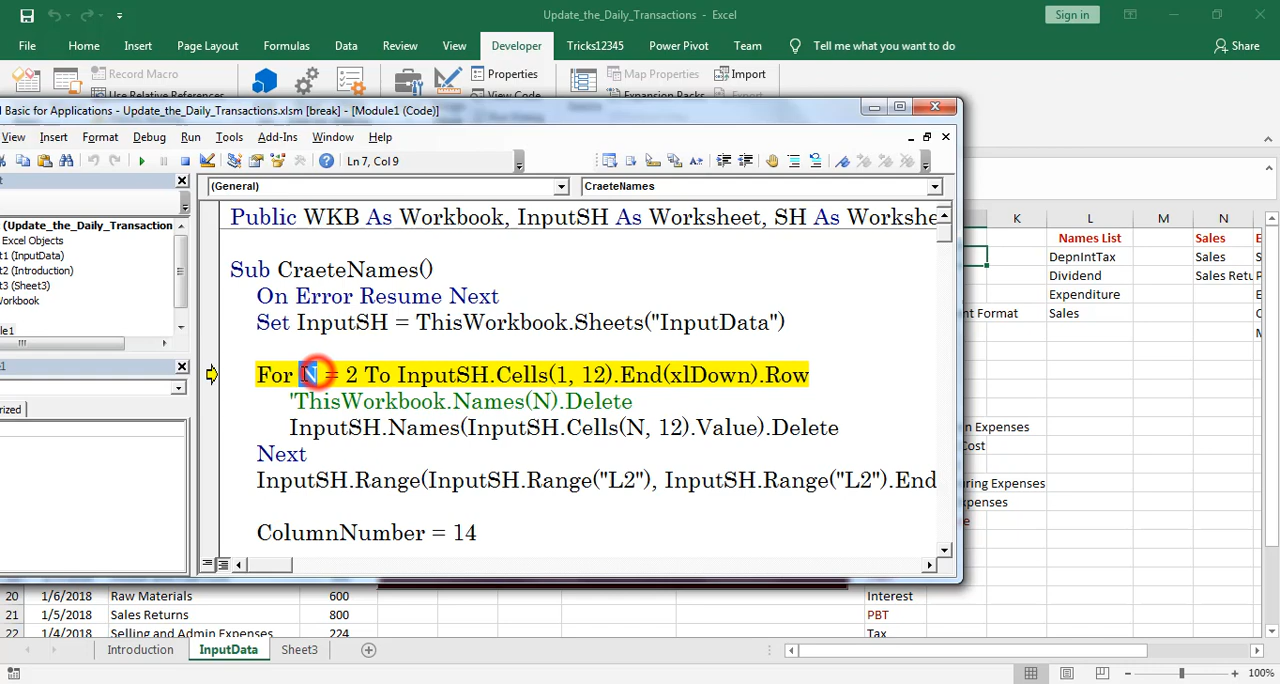 Update_the_Daily_Transactions - Excel
Sign in
File Home Insert Page Layout Formulas Data Review View Developer Tricks12345 Power Pivot Team Tell me what you want to do Share
Record Macro Properties Map Properties Import
Use Relative References View Code Expansion Packs Export
l Basic for Applications - Update_the_Daily_Transactions.xlsm [break] - [Module1 (Code)]
View Insert Format Debug Run Tools Add-Ins Window Help
Ln 7, Col 9
(General) CraeteNames
Public WKB As Workbook, InputSH As Worksheet, SH As Workshe
Sub CraeteNames()
On Error Resume Next
Set InputSH = ThisWorkbook.Sheets("InputData")
For N = 2 To InputSH.Cells(1, 12).End(xlDown).Row
'ThisWorkbook.Names(N).Delete
InputSH.Names(InputSH.Cells(N, 12).Value).Delete
Next
InputSH.Range(InputSH.Range("L2"), InputSH.Range("L2").End
ColumnNumber = 14
t
(Update_the_Daily_Transaction
Excel Objects
t1 (InputData)
t2 (Introduction)
t3 (Sheet3)
Workbook
le1
1
rized
K L M N
Names List Sales E
DepnIntTax Sales S
Dividend Sales Retu
Expenditure
nt Format Sales
n Expenses
Cost
uring Expenses
penses
e
20 1/6/2018 Raw Materials 600 Interest
21 1/5/2018 Sales Returns 800 PBT
22 1/4/2018 Selling and Admin Expenses 224 Tax
Introduction InputData Sheet3
100%